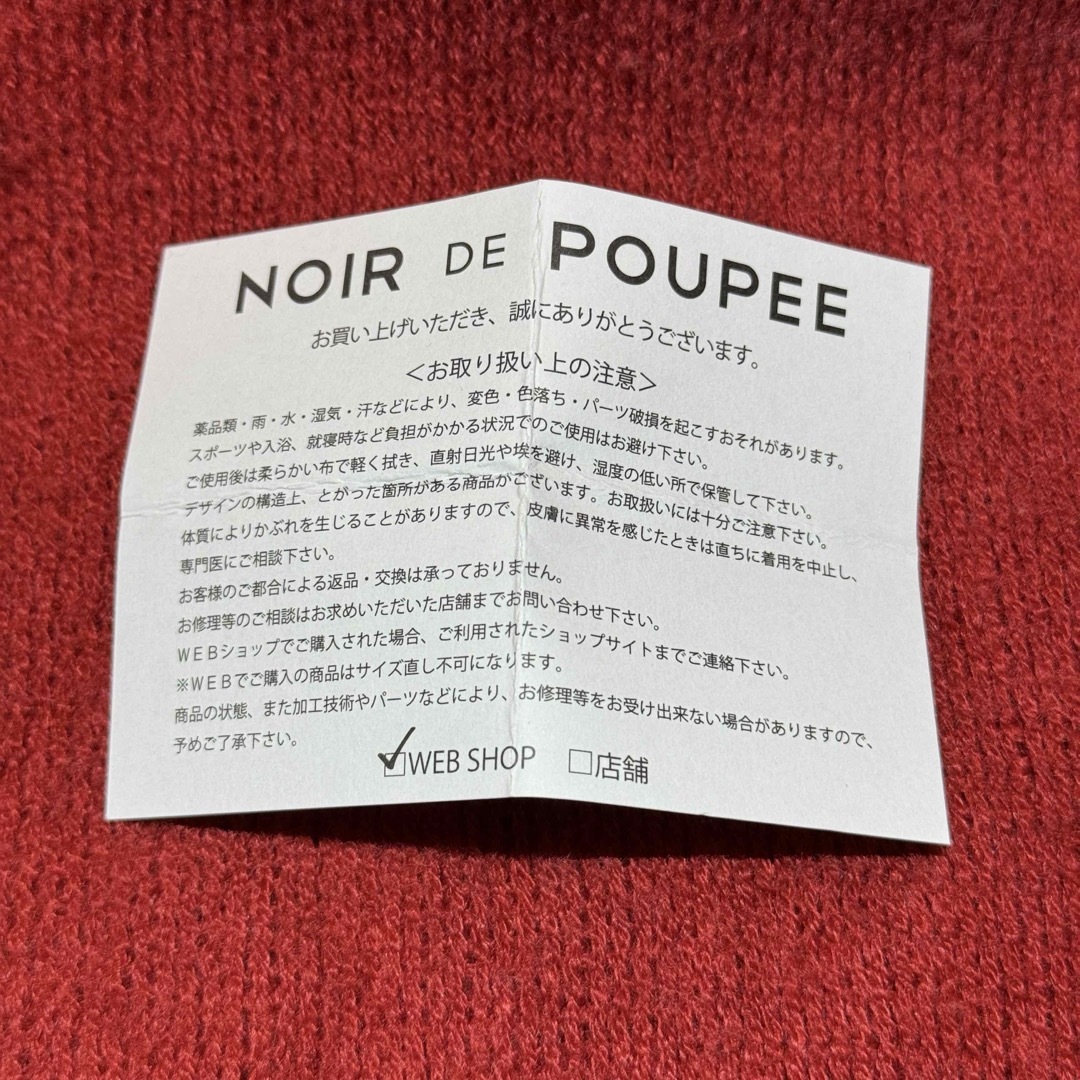 NOIR DE POUPEE
お買い上げいただき、誠にありがとうございます。
＜お取り扱い上の注意＞
薬品類・雨・水・湿気・汗などにより、変色・色落ち・パーツ破損を起こすおそれがあります。
スポーツや入浴、就寝時など負担がかかる状況でのご使用はお避け下さい。
ご使用後は柔らかい布で軽く拭き、直射日光や埃を避け、湿度の低い所で保管して下さい。
デザインの構造上、とがった箇所がある商品がございます。お取扱いには十分ご注意下さい。
体質によりかぶれを生じることがありますので、皮膚に異常を感じたときは直ちに着用を中止し、
専門医にご相談下さい。
お客様のご都合による返品・交換は承っておりません。
お修理等のご相談はお求めいただいた店舗までお問い合わせ下さい。
ＷＥＢショップでご購入された場合、ご利用されたショップサイトまでご連絡下さい。
※ＷＥＢでご購入の商品はサイズ直し不可になります。
商品の状態、また加工技術やパーツなどにより、お修理等をお受け出来ない場合がありますので、
予めご了承下さい。
☑WEB SHOP □店舗